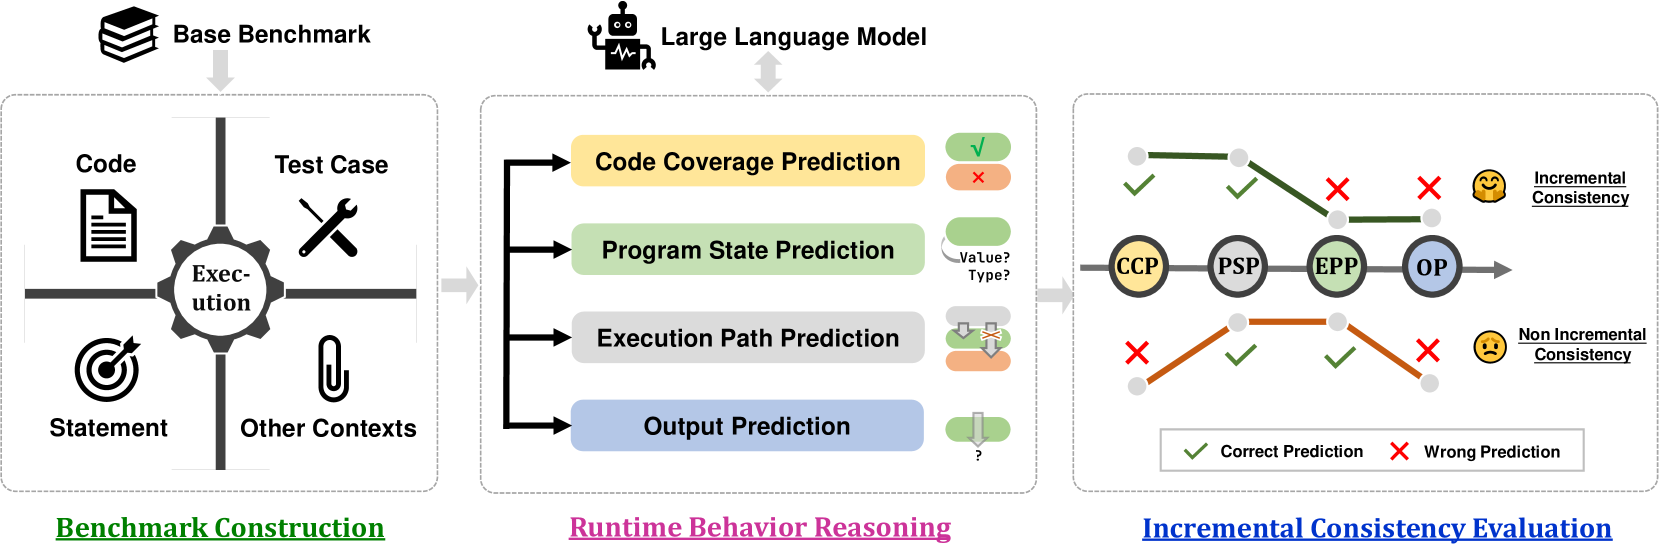 Base Benchmark
Code
Test Case
Exec-
ution
Statement
Other Contexts
Benchmark Construction
Large Language Model
Code Coverage Prediction
√
×
Program State Prediction
Value?
Type?
Execution Path Prediction
Output Prediction
?
Runtime Behavior Reasoning
Incremental
Consistency
CCP
PSP
EPP
OP
Non Incremental
Consistency
Correct Prediction
Wrong Prediction
Incremental Consistency Evaluation